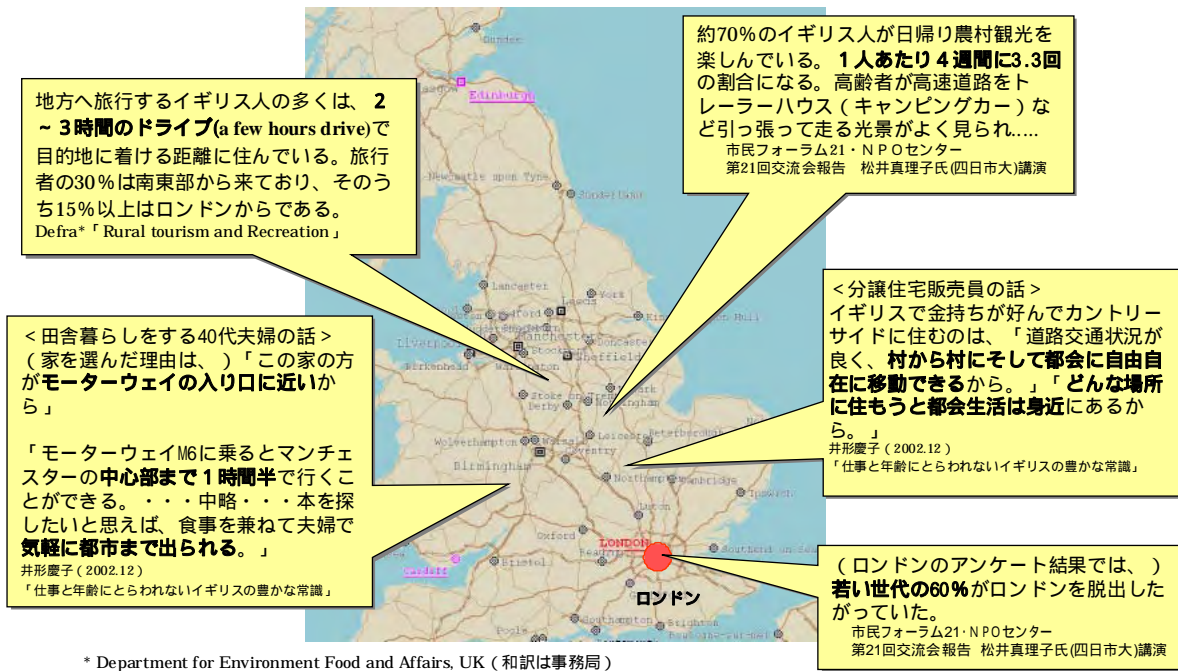 地方へ旅行するイギリス人の多くは、２
～３時間のドライブ(a few hours drive)で
目的地に着ける距離に住んでいる。旅行
者の30％は南東部から来ており、そのう
ち15％以上はロンドンからである。
Defra*「Rural tourism and Recreation」
約70％のイギリス人が日帰り農村観光を
楽しんでいる。１人あたり４週間に3.3回
の割合になる。高齢者が高速道路をト
レーラーハウス（キャンピングカー）な
ど引っ張って走る光景がよく見られ.....
市民フォーラム21・ＮＰＯセンター
第21回交流会報告　松井真理子氏(四日市大)講演
＜田舎暮らしをする40代夫婦の話＞
（家を選んだ理由は、）「この家の方
がモーターウェイの入り口に近いか
ら」
「モーターウェイM6に乗るとマンチェ
スターの中心部まで１時間半で行くこ
とができる。・・・中略・・・本を探
したいと思えば、食事を兼ねて夫婦で
気軽に都市まで出られる。」
井形慶子（2002.12）
「仕事と年齢にとらわれないイギリスの豊かな常識」
＜分譲住宅販売員の話＞
イギリスで金持ちが好んでカントリー
サイドに住むのは、「道路交通状況が
良く、村から村にそして都会に自由自
在に移動できるから。」「どんな場所
に住もうと都会生活は身近にあるか
ら。」
井形慶子（2002.12）
「仕事と年齢にとらわれないイギリスの豊かな常識」
（ロンドンのアンケート結果では、）
若い世代の60％がロンドンを脱出した
がっていた。
市民フォーラム21・ＮＰＯセンター
第21回交流会報告　松井真理子氏(四日市大)講演
Dundee
Edinburgh
Sunderland
Lancaster
York
Leeds
Manchester
Doncaster
Liverpool
Stockport
Sheffield
Birkenhead
Warrington
Stoke on Trent
Derby
Nottingham
Wolverhampton
Walsall
Leicester
Peterborough
Birmingham
Coventry
Northampton
Cambridge
Ipswich
Luton
Oxford
LONDON
Cardiff
Bristol
Reading
ロンドン
Southampton
Brighton
Poole
* Department for Environment Food and Affairs, UK（和訳は事務局）